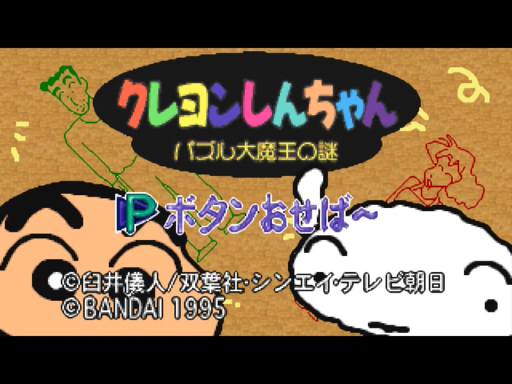 クレヨンしんちゃん
パズル大魔王の謎
Pボタンおせば～
©臼井儀人/双葉社・シンエイ・テレビ朝日
©BANDAI 1995